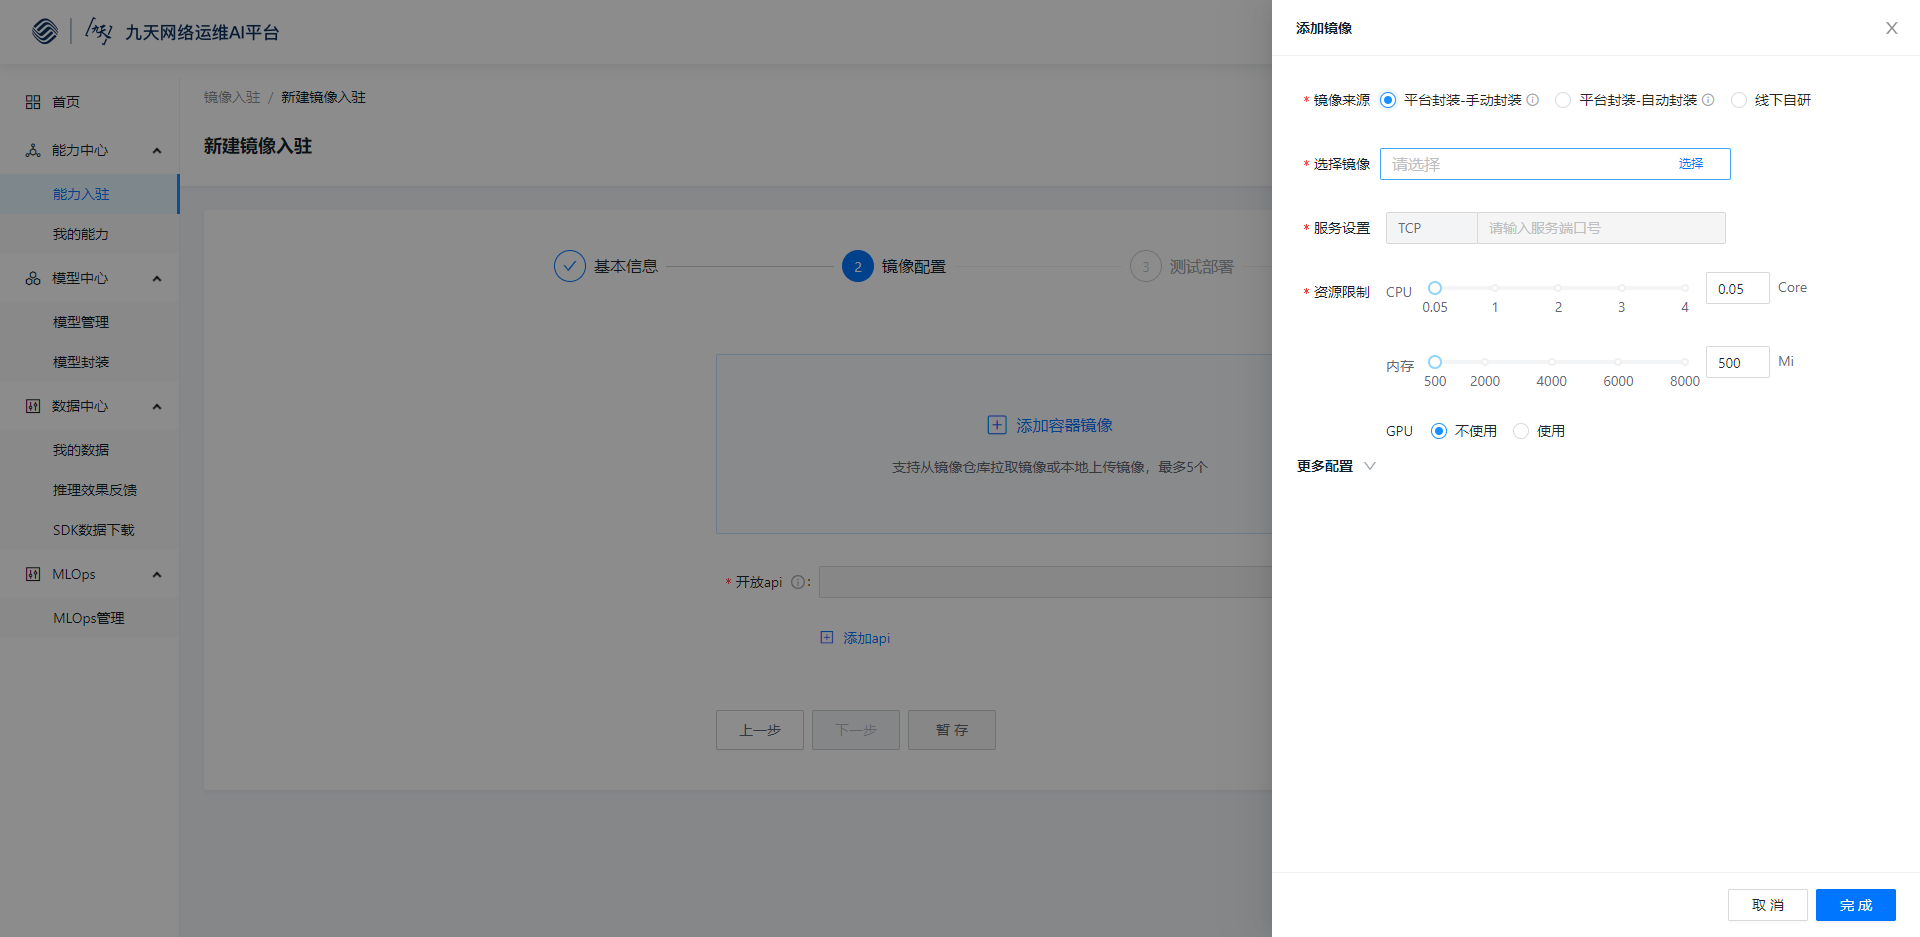 九天网络运维AI平台
首页
能力中心
能力入驻
我的能力
模型中心
模型管理
模型封装
数据中心
我的数据
推理效果反馈
SDK数据下载
MLOps
MLOps管理
镜像入驻 / 新建镜像入驻
新建镜像入驻
基本信息
2 镜像配置
3 测试部署
添加容器镜像
支持从镜像仓库拉取镜像或本地上传镜像，最多5个
* 开放api :
添加api
上一步 下一步 暂 存
添加镜像
* 镜像来源 平台封装-手动封装 平台封装-自动封装 线下自研
* 选择镜像 请选择 选择
* 服务设置 TCP 请输入服务端口号
* 资源限制 CPU 0.05 Core
0.05 1 2 3 4
内存 500 Mi
500 2000 4000 6000 8000
GPU 不使用 使用
更多配置
取 消 完 成